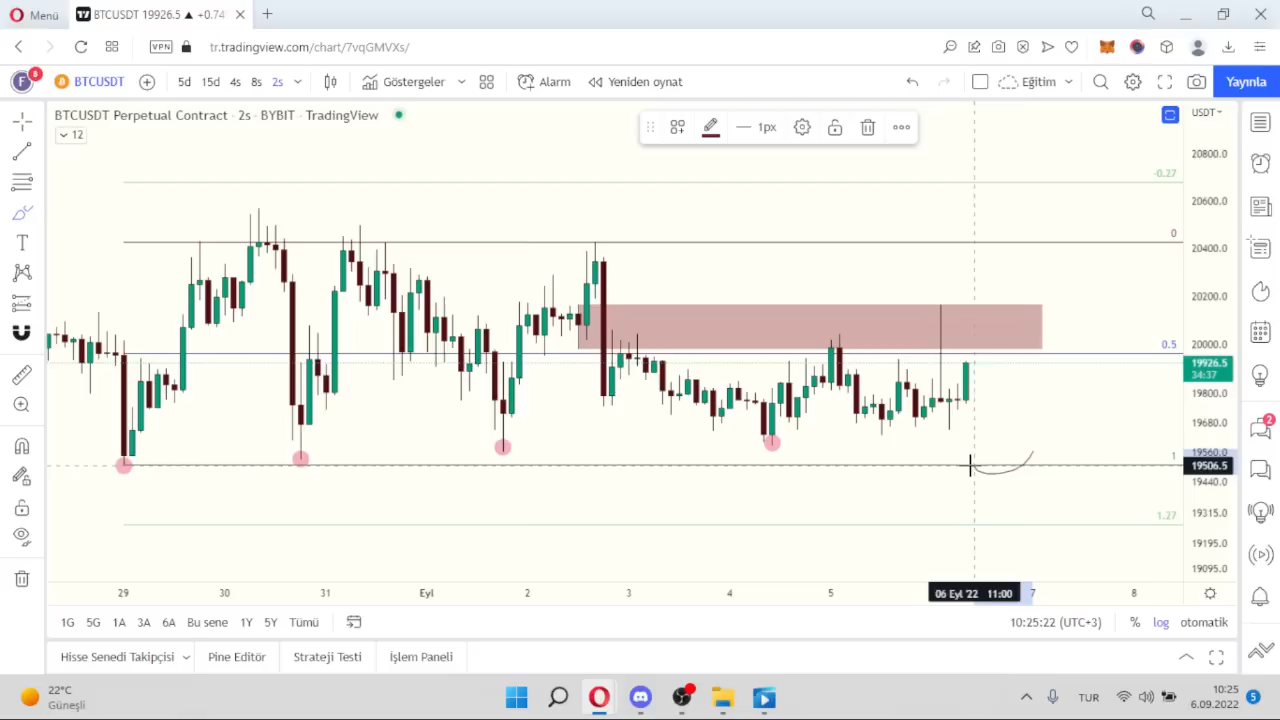 Menü
BTCUSDT 19926.5 ▲ +0.74
VPN
tr.tradingview.com/chart/7vqGMVXs/
F
8
BTCUSDT
5d 15d 4s 8s 2s
Göstergeler
Alarm
Yeniden oynat
Eğitim
Yayınla
BTCUSDT Perpetual Contract · 2s · BYBIT · TradingView
12
1px
USDT
20800.0
20600.0
20400.0
20200.0
20000.0
19926.5
34:37
19800.0
19680.0
19560.0
19506.5
19440.0
19315.0
19195.0
19095.0
-0.27
0
0.5
1
1.27
2
29 30 31 Eyl 2 3 4 5 06 Eyl '22 11:00 7 8
1G 5G 1A 3A 6A Bu sene 1Y 5Y Tümü
10:25:22 (UTC+3)
% log otomatik
Hisse Senedi Takipçisi
Pine Editör
Strateji Testi
İşlem Paneli
22°C
Güneşli
TUR
10:25
6.09.2022
5